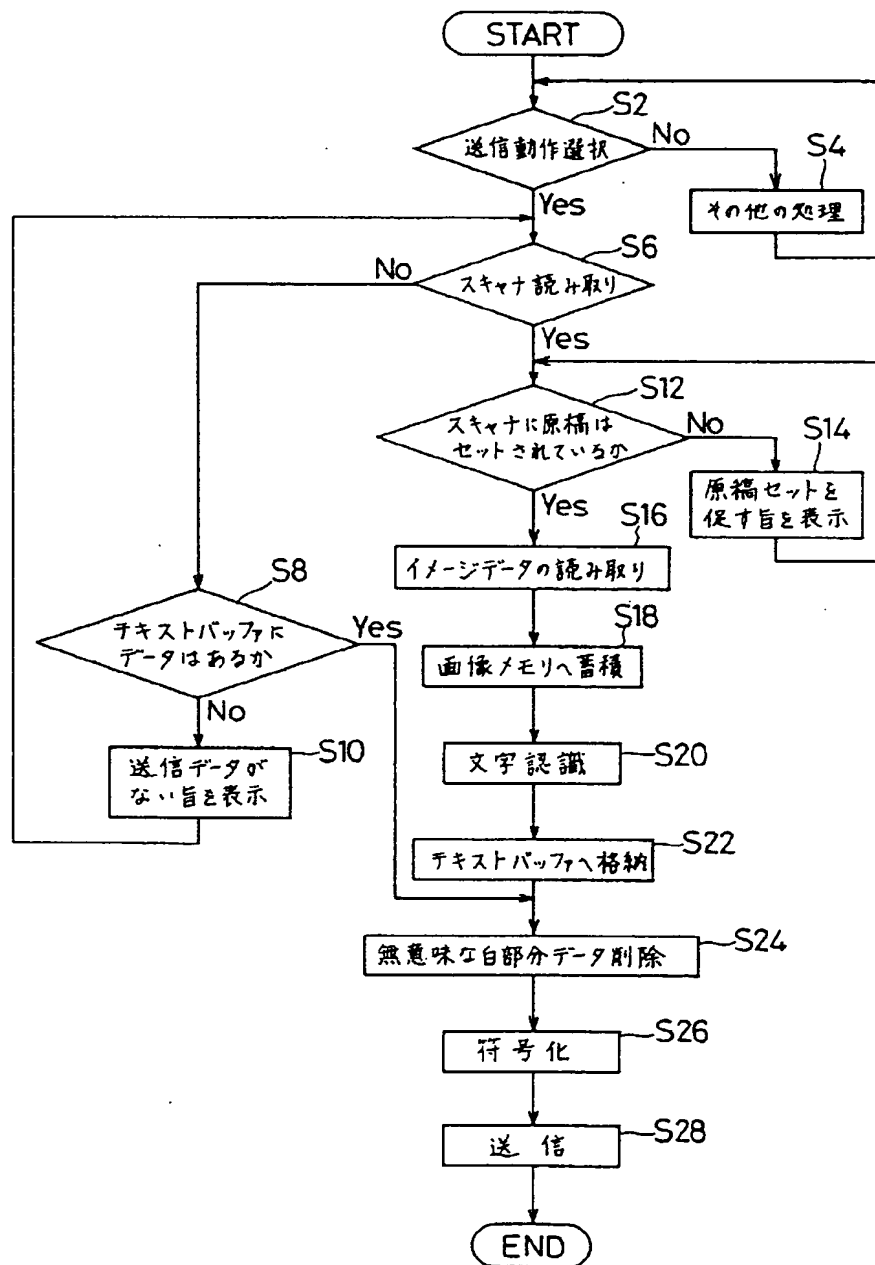 START
S2
送信動作選択
No
S4
その他の処理
Yes
S6
スキャナ読み取り
No
Yes
S12
スキャナに原稿は
セットされているか
No
S14
原稿セットを
促す旨を表示
Yes
S16
イメージデータの読み取り
S8
テキストバッファに
データはあるか
Yes
S18
画像メモリへ蓄積
No
S10
送信データが
ない旨を表示
S20
文字認識
S22
テキストバッファへ格納
S24
無意味な白部分データ削除
S26
符号化
S28
送信
END